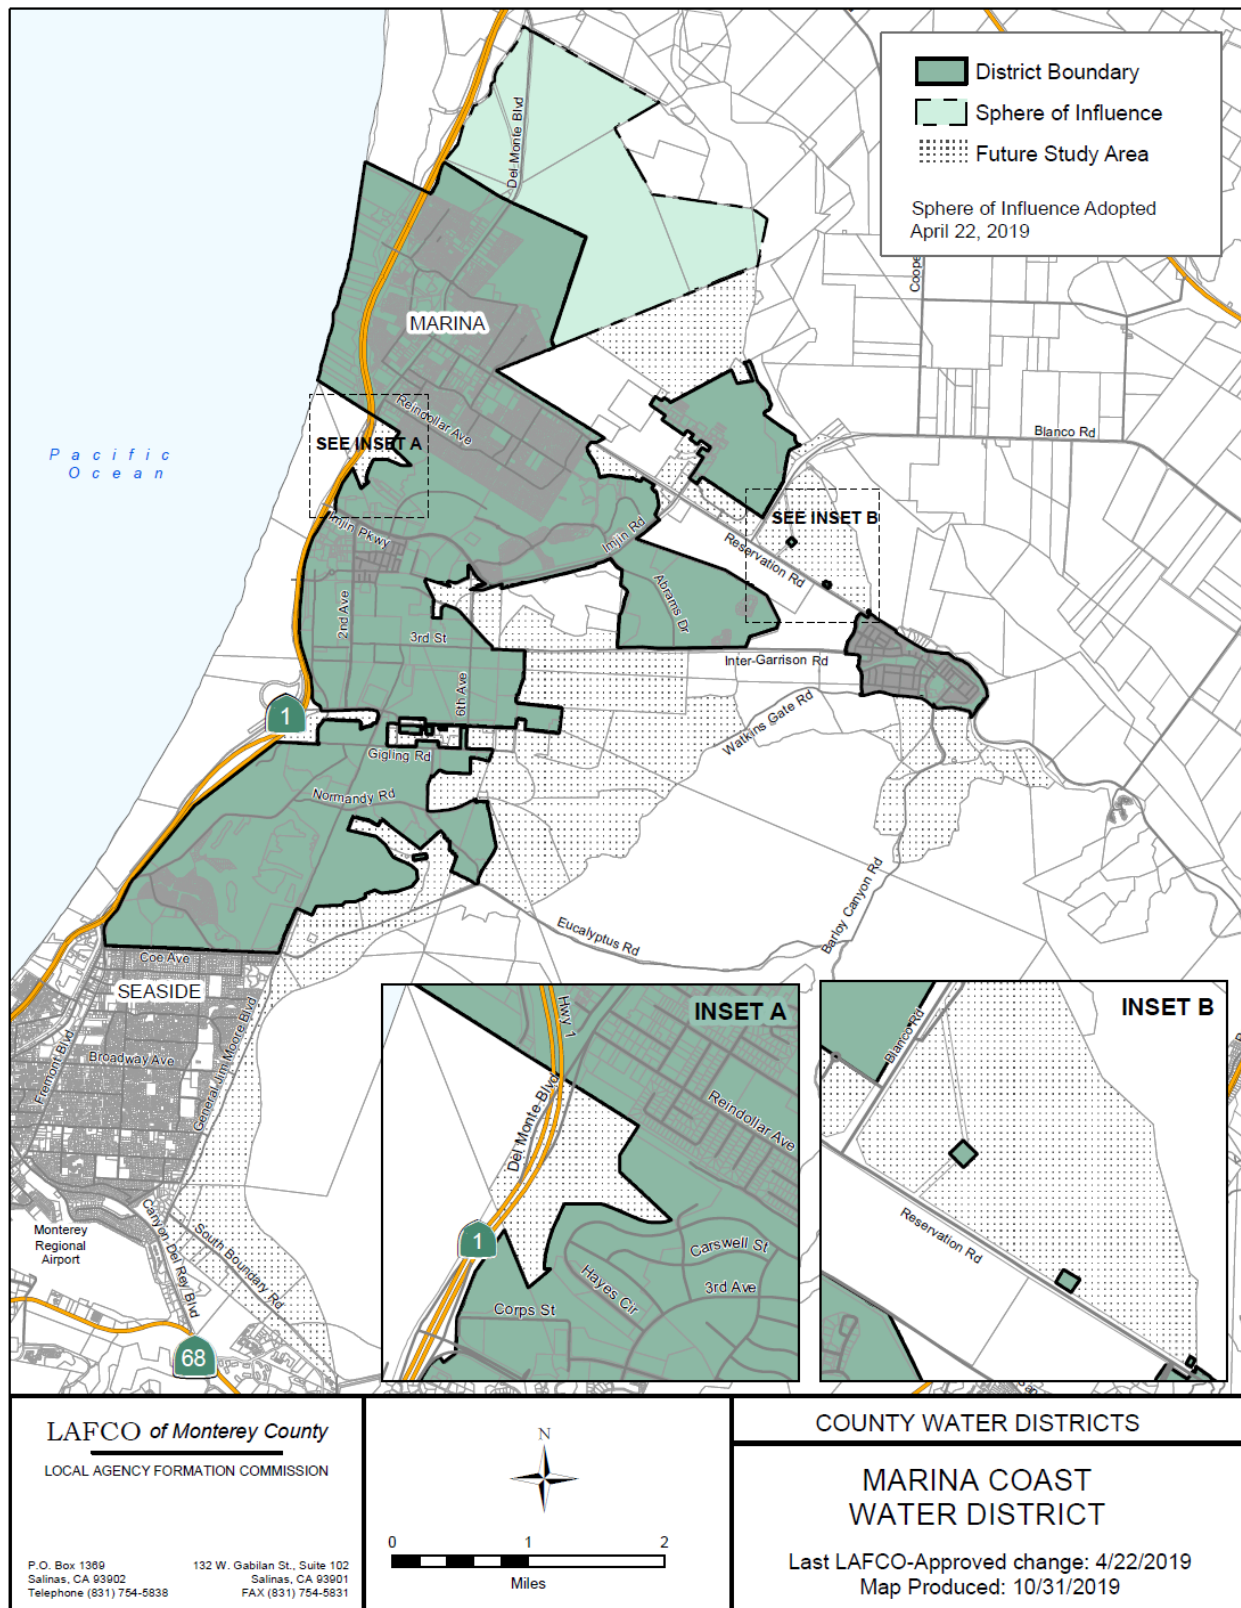 District Boundary
Sphere of Influence
Future Study Area
Sphere of Influence Adopted
April 22, 2019
Del Monte Blvd
MARINA
Reindollar Ave
SEE INSET A
Pacific
Ocean
Blanco Rd
SEE INSET B
Imjin Pkwy
Imjin Rd
Reservation Rd
Abrams Dr
2nd Ave
3rd St
Inter-Garrison Rd
6th Ave
Watkins Gate Rd
1
Gigling Rd
Normandy Rd
Barloy Canyon Rd
Eucalyptus Rd
Coe Ave
SEASIDE
Broadway Ave
Fremont Blvd
General Jim Moore Blvd
Monterey
Regional
Airport
Canyon Del Rey Blvd
South Boundary Rd
68
INSET A
Hwy 1
Del Monte Blvd
Reindollar Ave
1
Carswell St
Hayes Cir
3rd Ave
Corps St
INSET B
Blanco Rd
Reservation Rd
LAFCO of Monterey County
LOCAL AGENCY FORMATION COMMISSION
P.O. Box 1369
Salinas, CA 93902
Telephone (831) 754-5838
132 W. Gabilan St., Suite 102
Salinas, CA 93901
FAX (831) 754-5831
N
0 1 2
Miles
COUNTY WATER DISTRICTS
MARINA COAST
WATER DISTRICT
Last LAFCO-Approved change: 4/22/2019
Map Produced: 10/31/2019